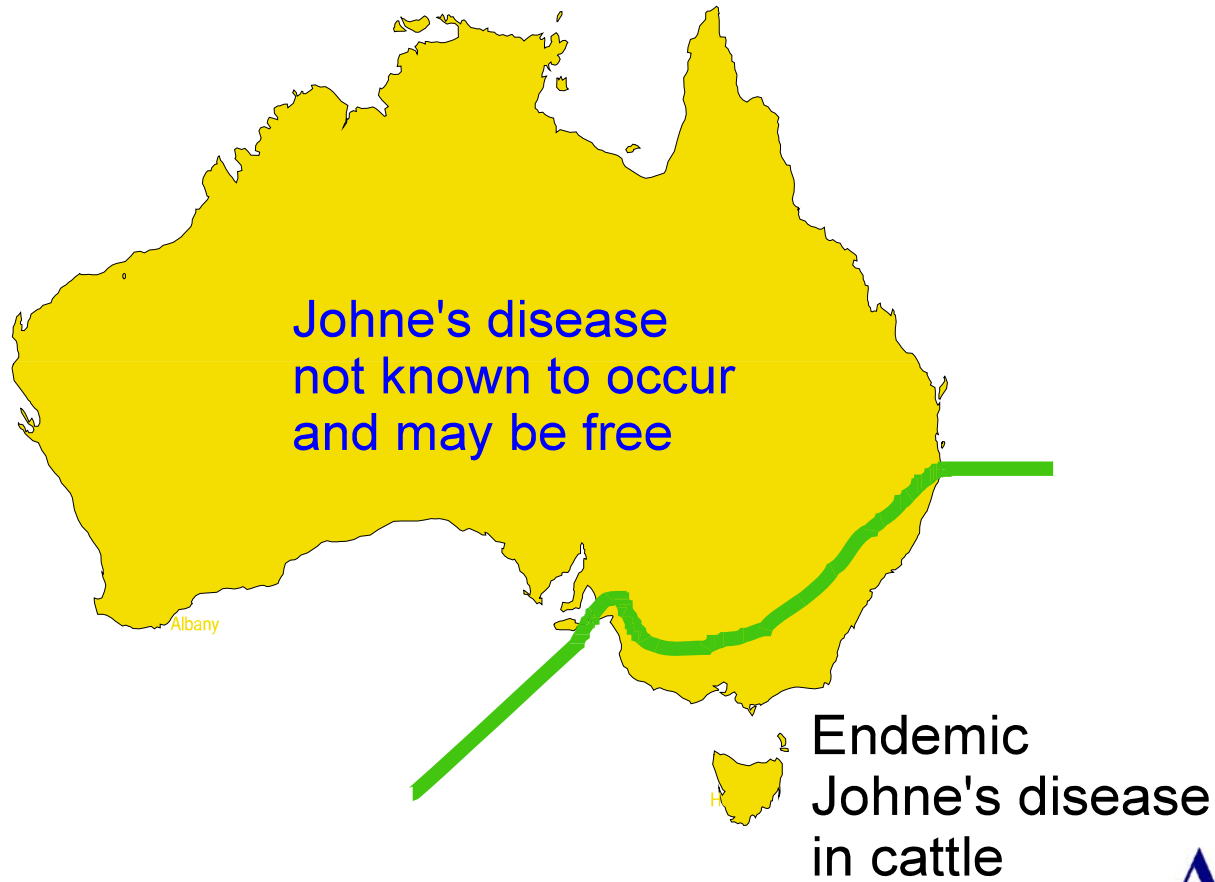 Johne's disease
not known to occur
and may be free
Albany
H
Endemic
Johne's disease
in cattle